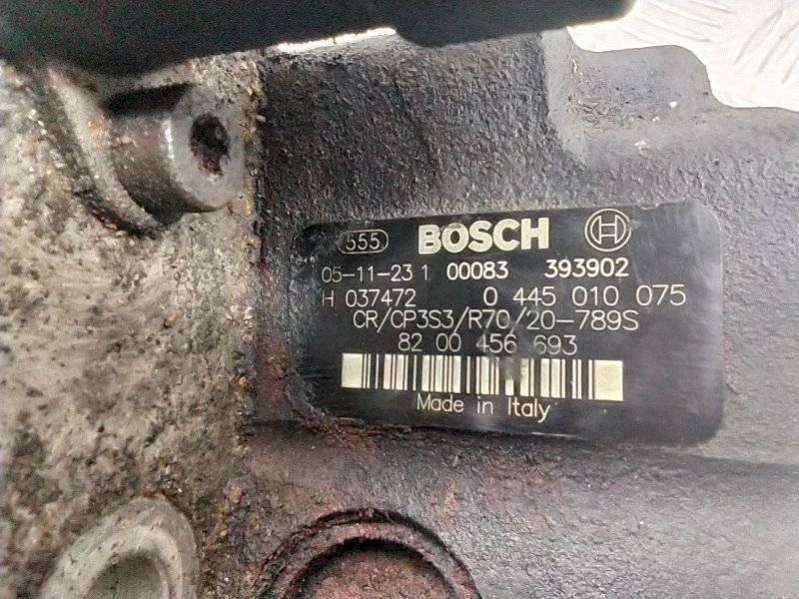 555 BOSCH
05-11-23 1 00083 393902
H 037472 0 445 010 075
CR/CP3S3/R70/20-789S
82 00 456 693
Made in Italy